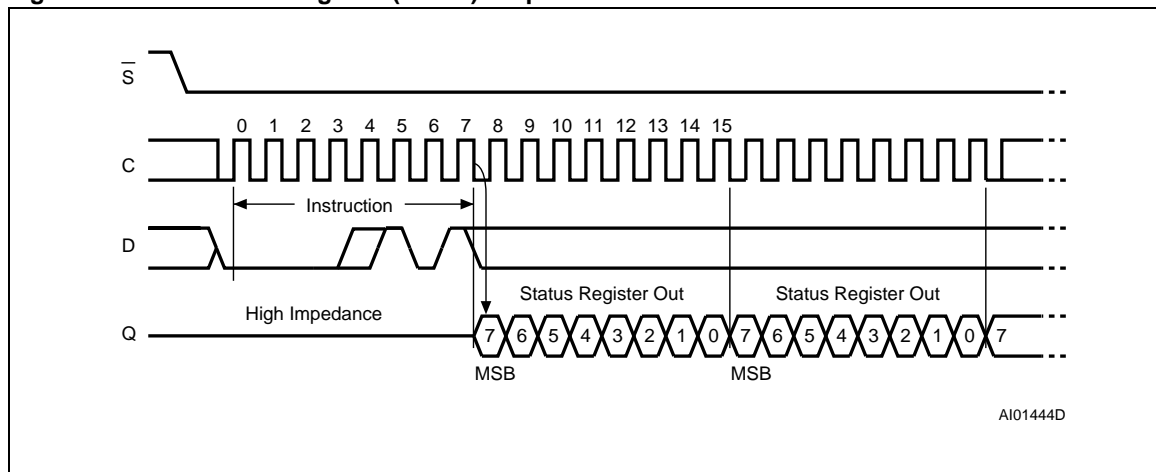 S
0 1 2 3 4 5 6 7 8 9 10 11 12 13 14 15
C
Instruction
D
Status Register Out Status Register Out
High Impedance
Q 7 6 5 4 3 2 1 0 7 6 5 4 3 2 1 0 7
MSB MSB
AI01444D